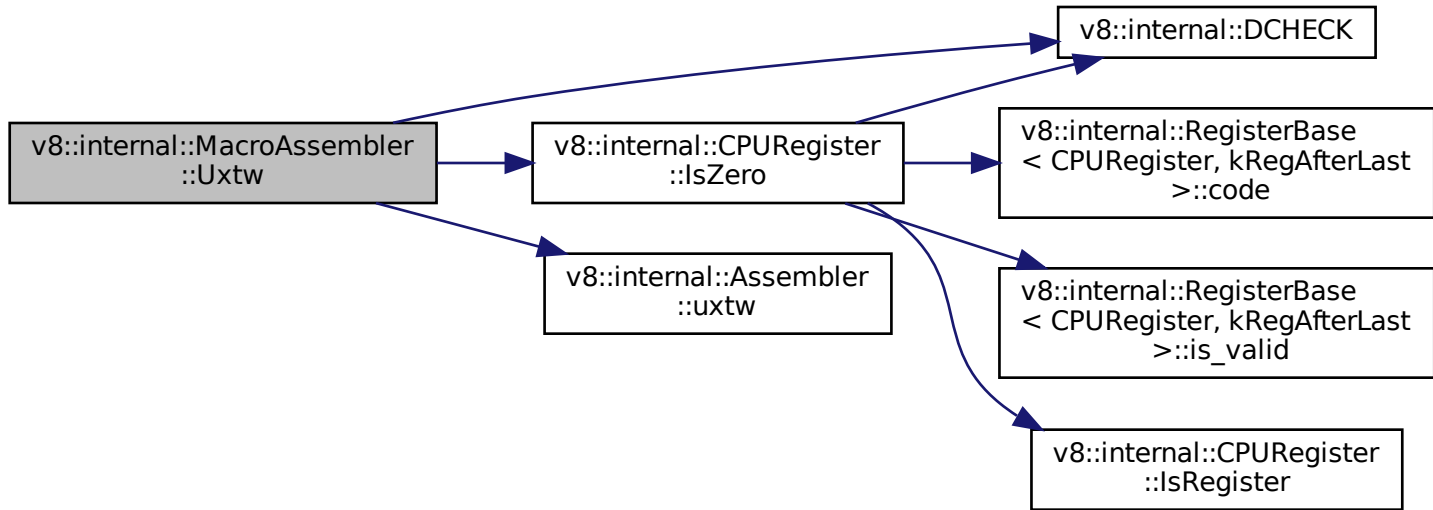 v8::internal::MacroAssembler
::Uxtw
v8::internal::CPURegister
::IsZero
v8::internal::Assembler
::uxtw
v8::internal::DCHECK
v8::internal::RegisterBase
< CPURegister, kRegAfterLast
>::code
v8::internal::RegisterBase
< CPURegister, kRegAfterLast
>::is_valid
v8::internal::CPURegister
::IsRegister